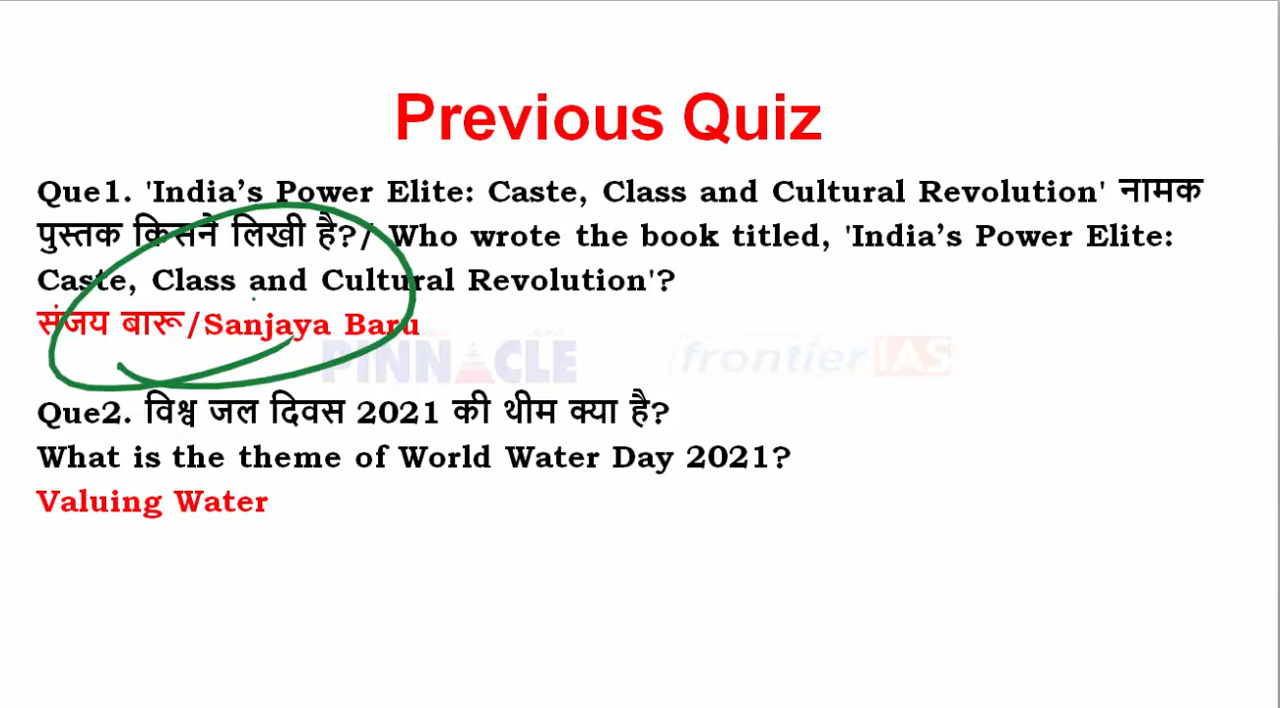 Previous Quiz
Que1. 'India’s Power Elite: Caste, Class and Cultural Revolution' नामक
पुस्तक किसने लिखी है?/ Who wrote the book titled, 'India’s Power Elite:
Caste, Class and Cultural Revolution'?
संजय बारू/Sanjaya Baru
PINNACLE frontier IAS
Que2. विश्व जल दिवस 2021 की थीम क्या है?
What is the theme of World Water Day 2021?
Valuing Water